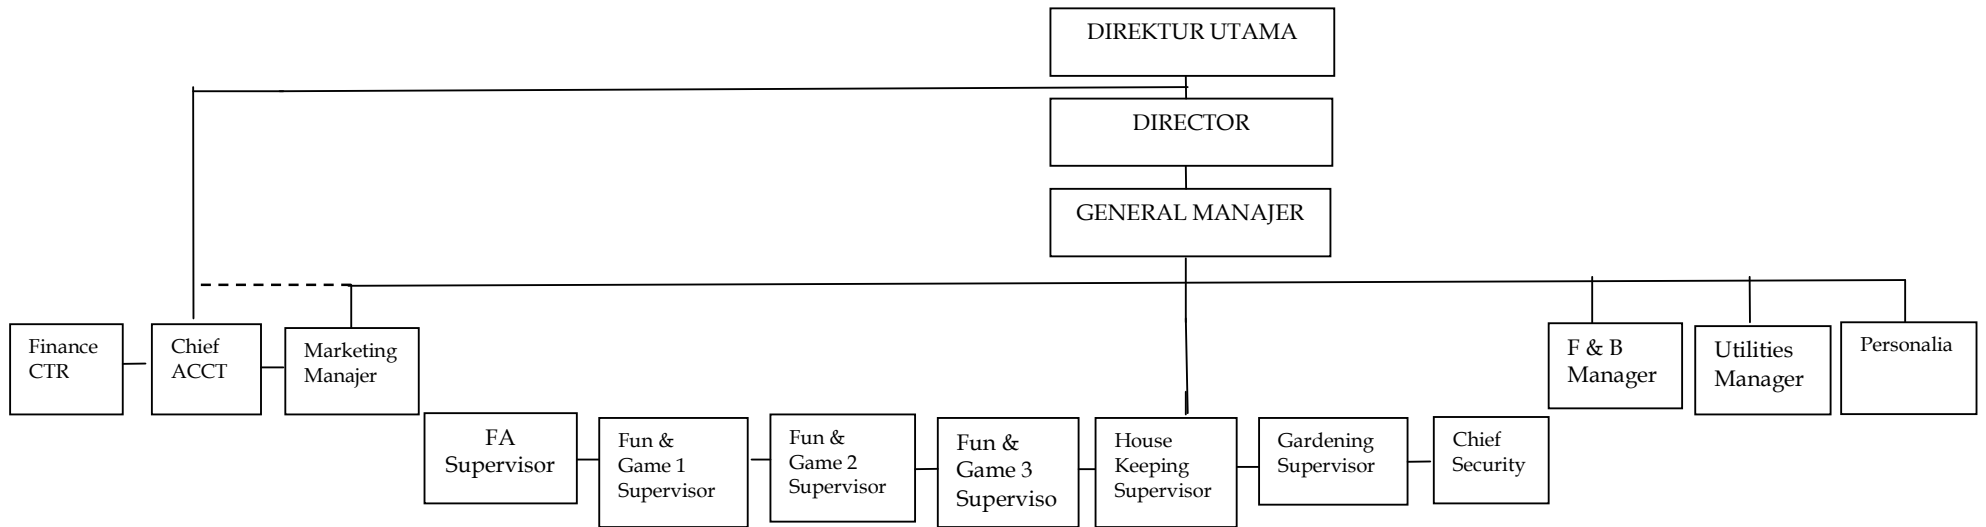 DIREKTUR UTAMA
DIRECTOR
GENERAL MANAJER
Finance
CTR
Chief
ACCT
Marketing
Manajer
F & B
Manager
Utilities
Manager
Personalia
FA
Supervisor
Fun &
Game 1
Supervisor
Fun &
Game 2
Supervisor
Fun &
Game 3
Superviso
House
Keeping
Supervisor
Gardening
Supervisor
Chief
Security